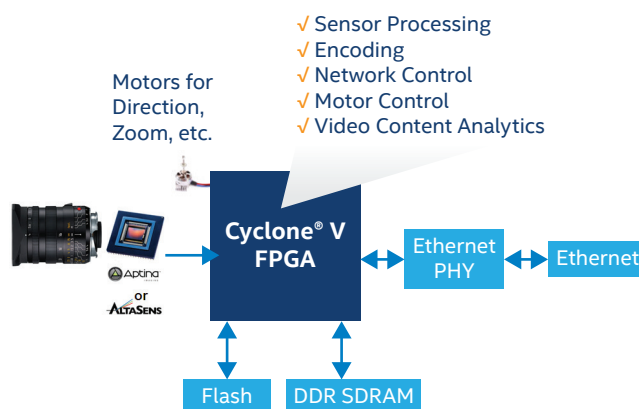 √ Sensor Processing
√ Encoding
√ Network Control
√ Motor Control
√ Video Content Analytics
Motors for
Direction,
Zoom, etc.
Cyclone® V
FPGA
Aptina
or
ALTASENS
Ethernet
PHY
Ethernet
Flash
DDR SDRAM